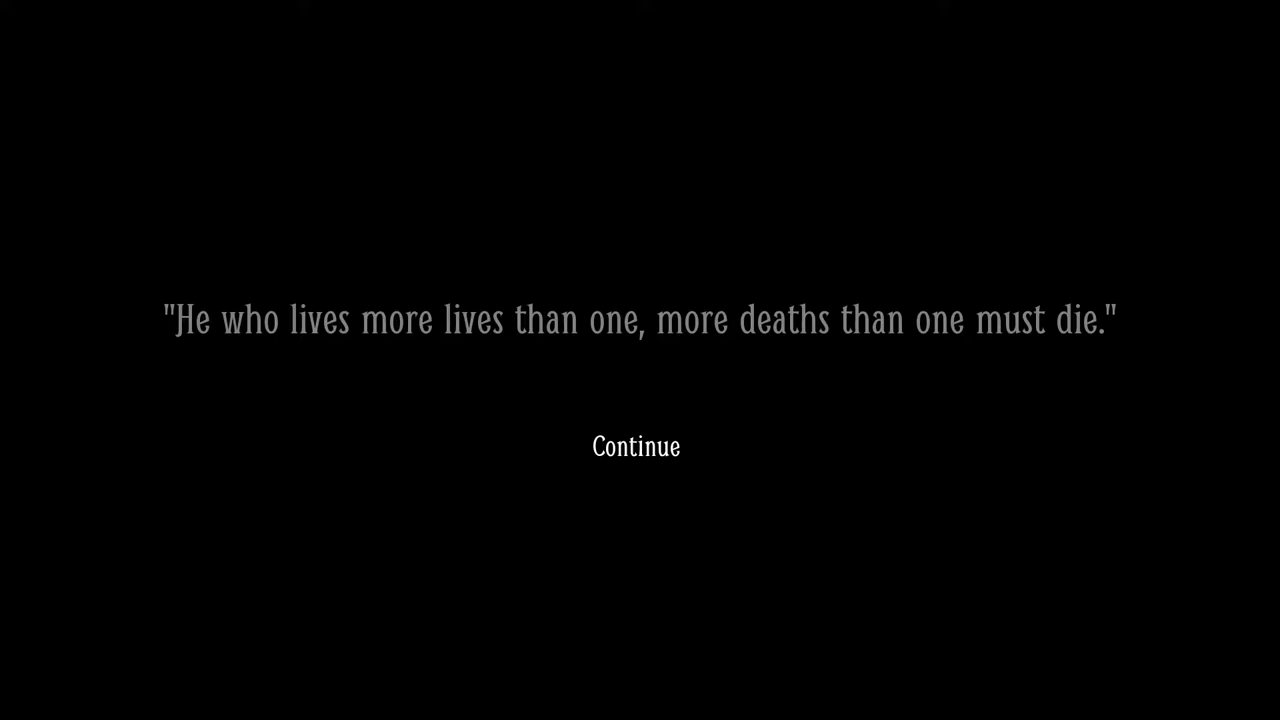 "He who lives more lives than one, more deaths than one must die."
Continue